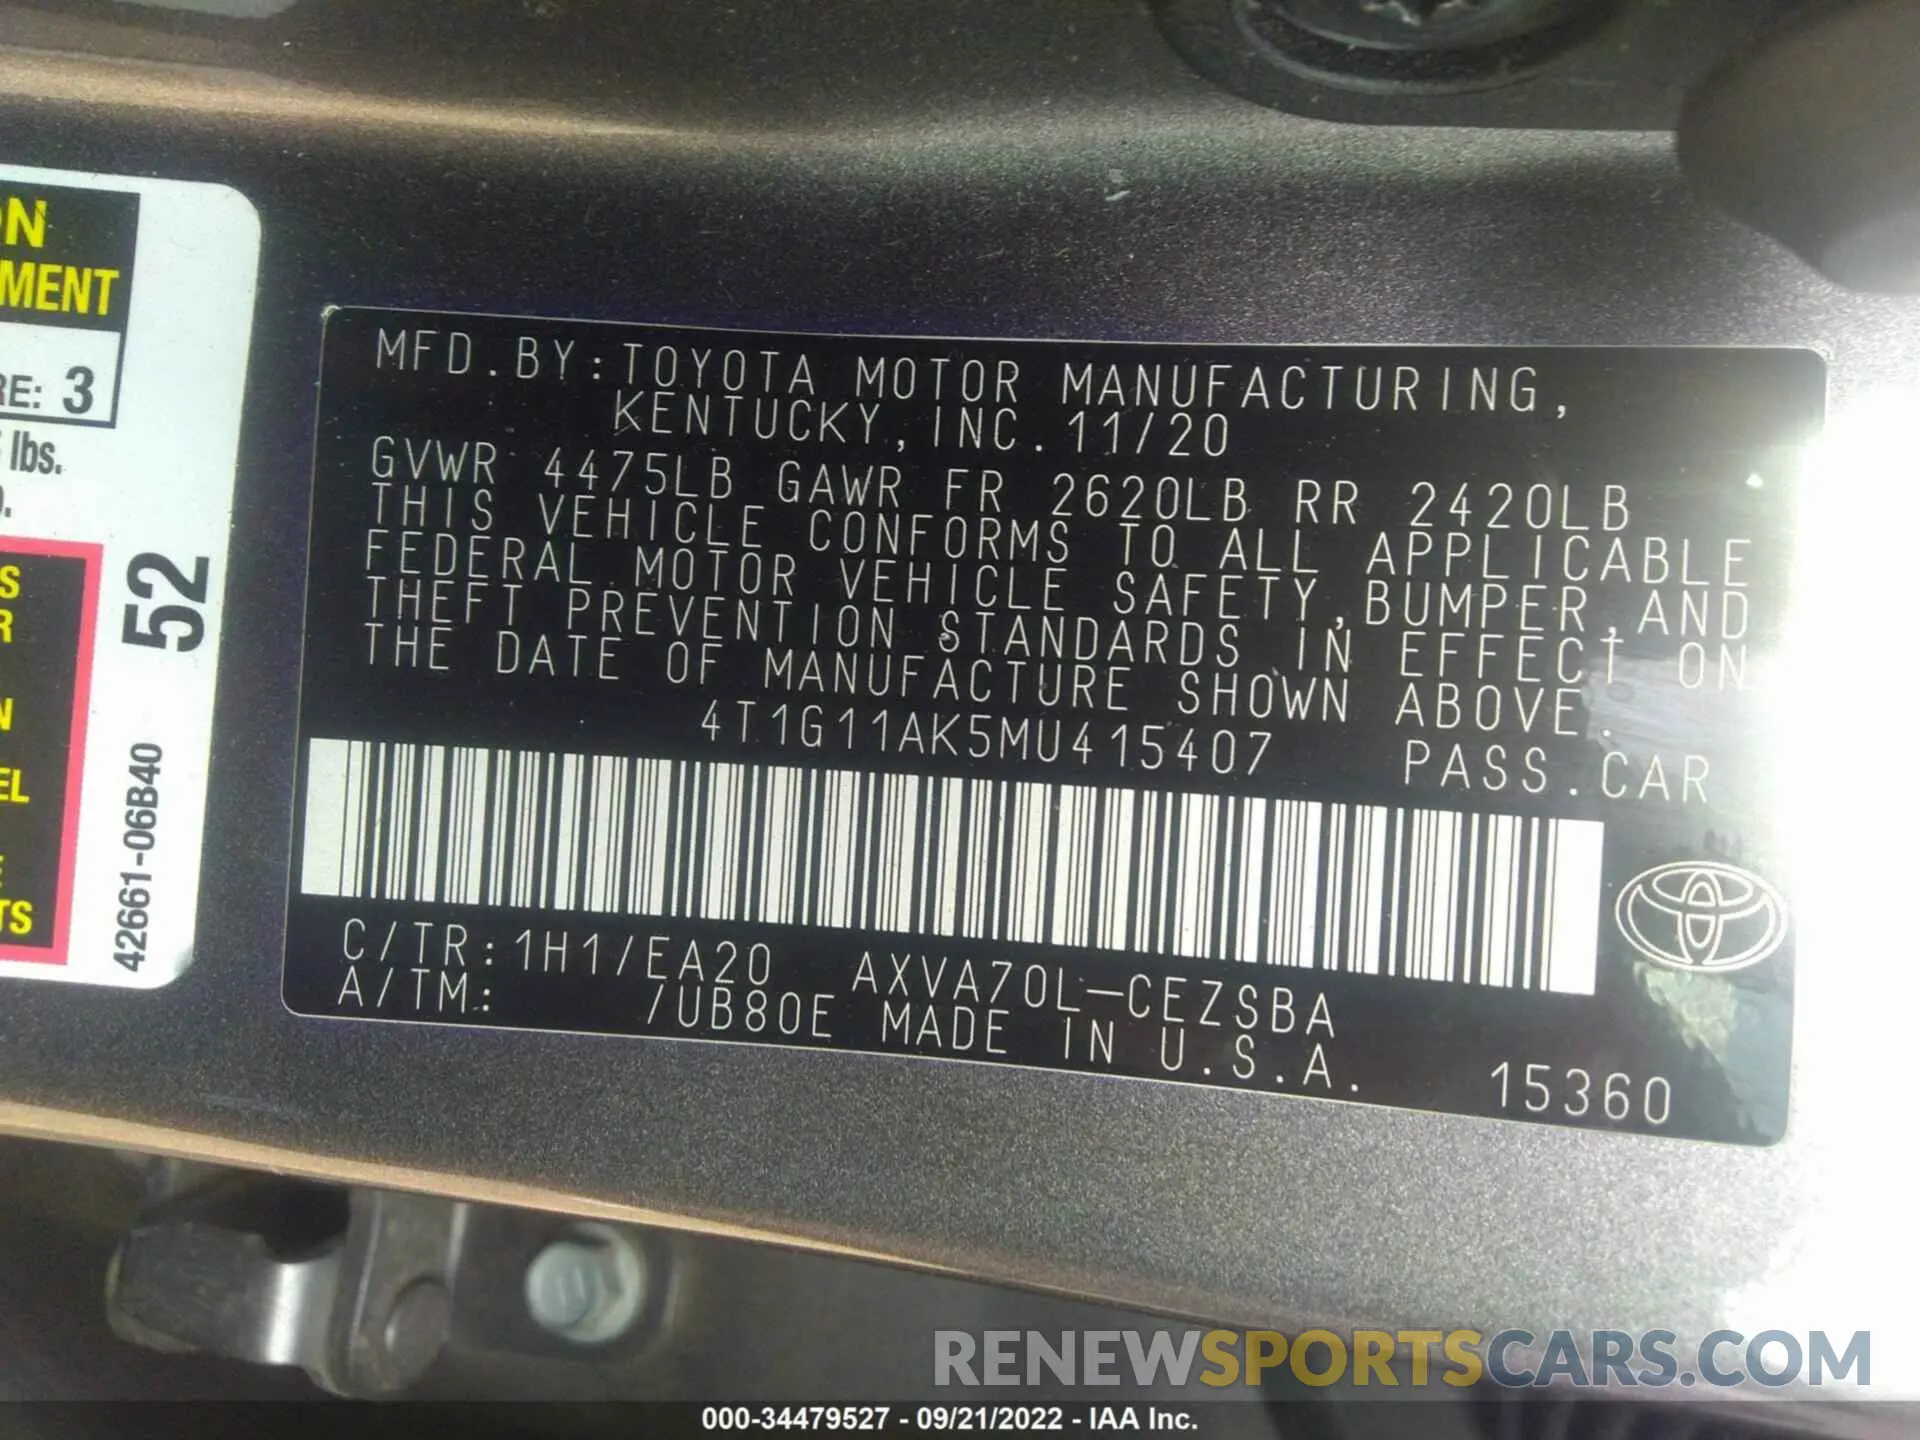 ON
MENT
RE: 3
lbs.
S
R
N
EL
TS
52
42661-06B40
MFD.BY:TOYOTA MOTOR MANUFACTURING,
KENTUCKY,INC.11/20
GVWR 4475LB GAWR FR 2620LB RR 2420LB
THIS VEHICLE CONFORMS TO ALL APPLICABLE
FEDERAL MOTOR VEHICLE SAFETY,BUMPER,AND
THEFT PREVENTION STANDARDS IN EFFECT ON
THE DATE OF MANUFACTURE SHOWN ABOVE.
4T1G11AK5MU415407 PASS.CAR
C/TR:1H1/EA20 AXVA70L-CEZSBA
A/TM: /UB80E MADE IN U.S.A.
15360
RENEWSPORTSCARS.COM
000-34479527 - 09/21/2022 - IAA Inc.